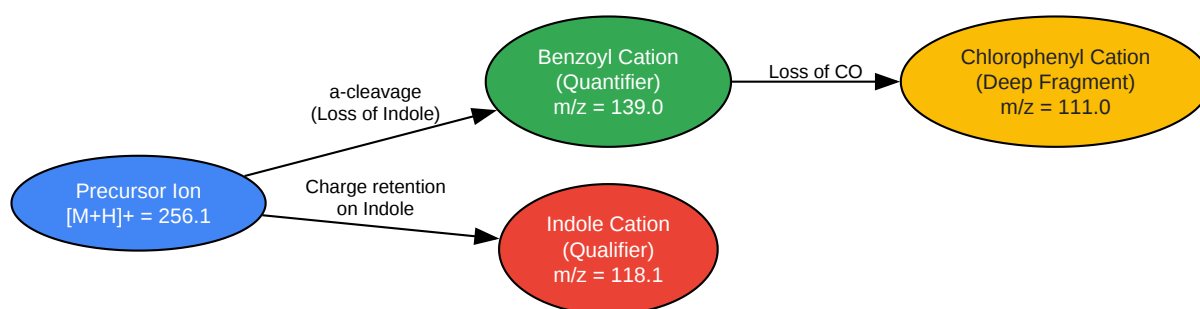 Precursor Ion
[M+H]+ = 256.1
a-cleavage
(Loss of Indole)
Charge retention
on Indole
Benzoyl Cation
(Quantifier)
m/z = 139.0
Indole Cation
(Qualifier)
m/z = 118.1
Loss of CO
Chlorophenyl Cation
(Deep Fragment)
m/z = 111.0